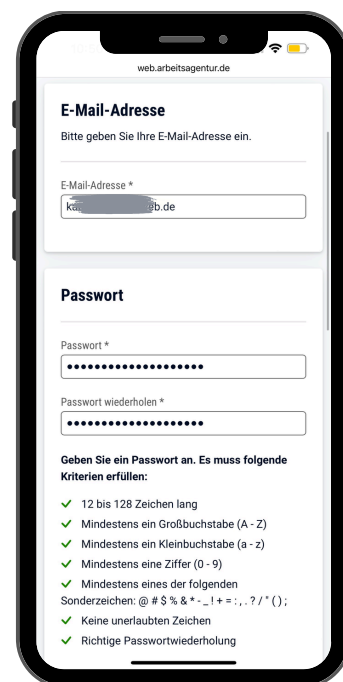 web.arbeitsagentur.de
E-Mail-Adresse
Bitte geben Sie Ihre E-Mail-Adresse ein.
E-Mail-Adresse *
ka eb.de
Passwort
Passwort *
••••••••••••••••••••
Passwort wiederholen *
••••••••••••••••••••
Geben Sie ein Passwort an. Es muss folgende
Kriterien erfüllen:
12 bis 128 Zeichen lang
Mindestens ein Großbuchstabe (A - Z)
Mindestens ein Kleinbuchstabe (a - z)
Mindestens eine Ziffer (0 - 9)
Mindestens eines der folgenden
Sonderzeichen: @ # $ % & * - _ ! + = : , . ? / " ( ) ;
Keine unerlaubten Zeichen
Richtige Passwortwiederholung